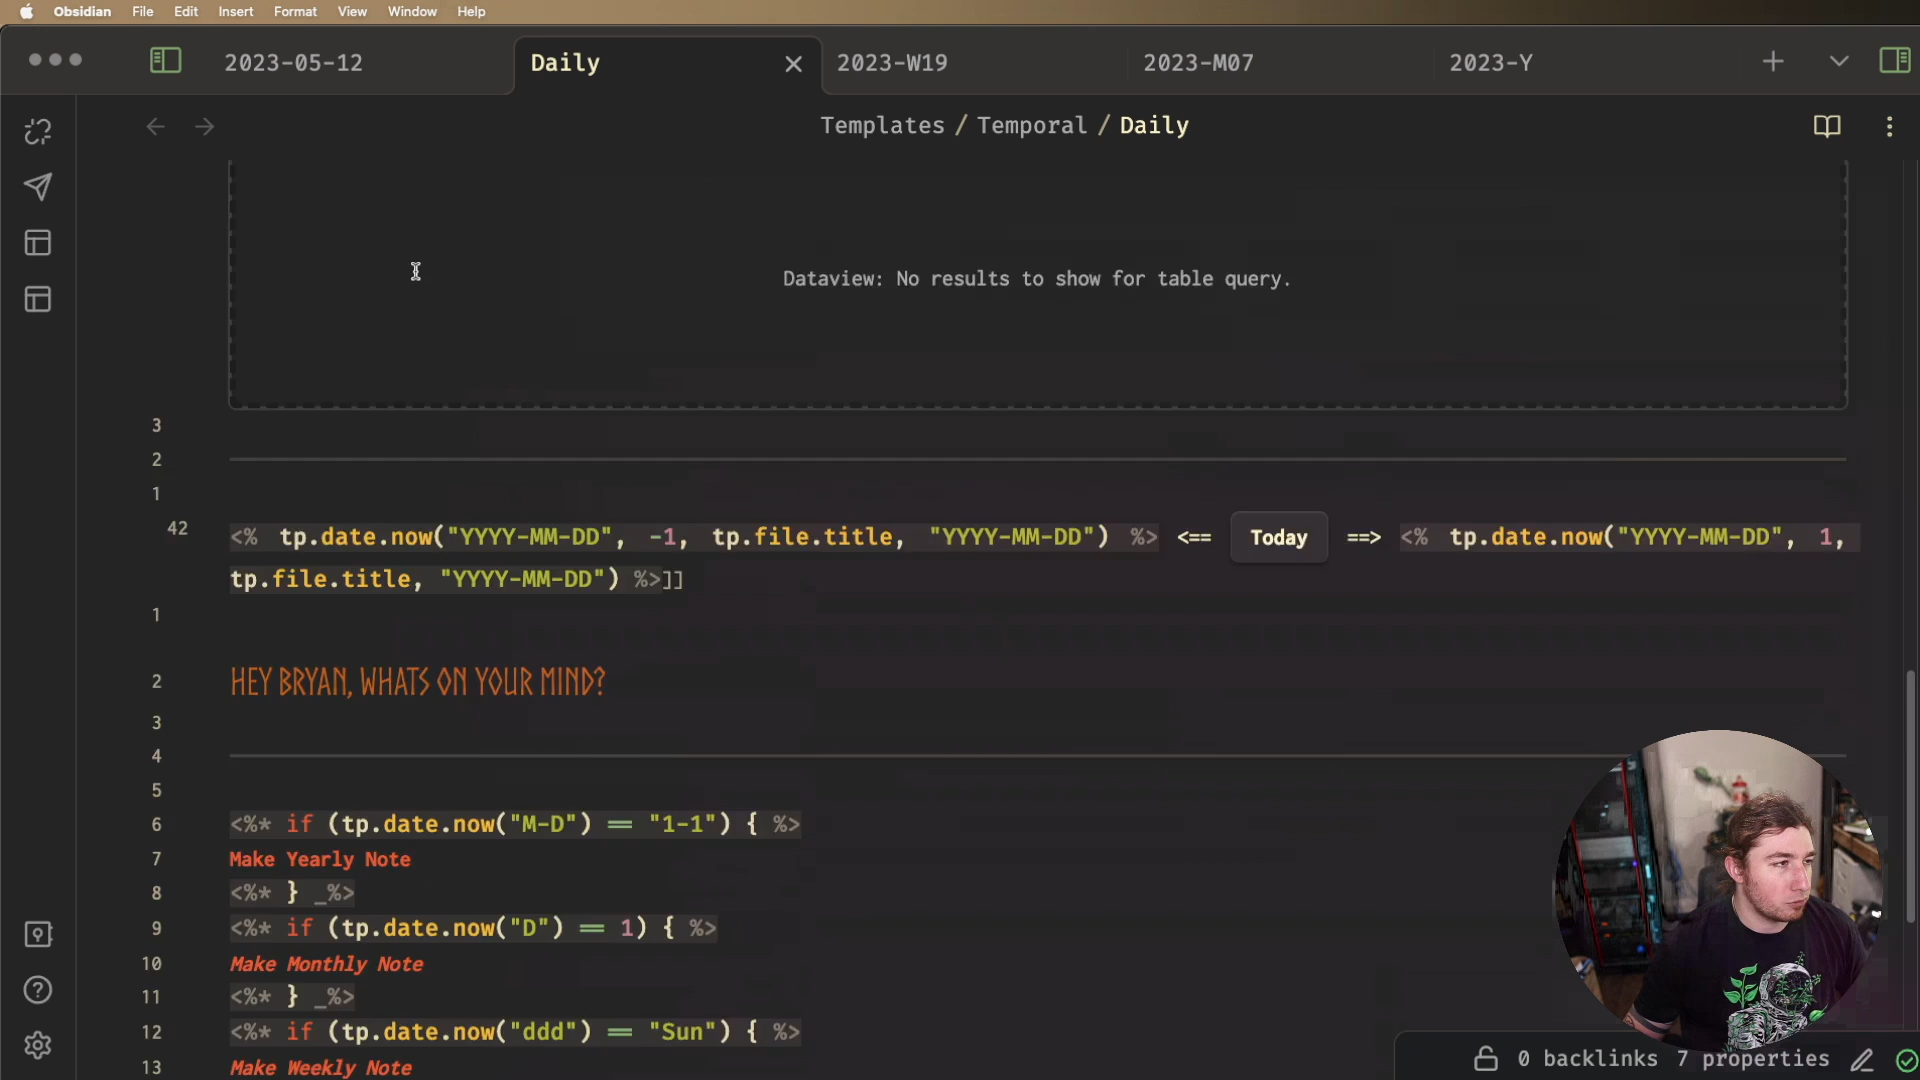 Obsidian File Edit Insert Format View Window Help
2023-05-12 Daily 2023-W19 2023-M07 2023-Y
Templates / Temporal / Daily
Dataview: No results to show for table query.
3
2
1
42 <% tp.date.now("YYYY-MM-DD", -1, tp.file.title, "YYYY-MM-DD") %> <== Today ==> <% tp.date.now("YYYY-MM-DD", 1,
tp.file.title, "YYYY-MM-DD") %>]]
1
2 HEY BRYAN, WHATS ON YOUR MIND?
3
4
5
6 <%* if (tp.date.now("M-D") == "1-1") { %>
7 Make Yearly Note
8 <%* } _%>
9 <%* if (tp.date.now("D") == 1) { %>
10 Make Monthly Note
11 <%* } _%>
12 <%* if (tp.date.now("ddd") == "Sun") { %>
13 Make Weekly Note
0 backlinks 7 properties